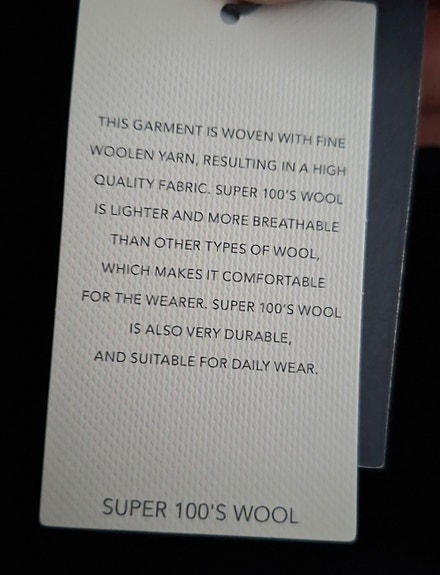 THIS GARMENT IS WOVEN WITH FINE
WOOLEN YARN, RESULTING IN A HIGH
QUALITY FABRIC. SUPER 100'S WOOL
IS LIGHTER AND MORE BREATHABLE
THAN OTHER TYPES OF WOOL,
WHICH MAKES IT COMFORTABLE
FOR THE WEARER. SUPER 100'S WOOL
IS ALSO VERY DURABLE,
AND SUITABLE FOR DAILY WEAR.
SUPER 100'S WOOL